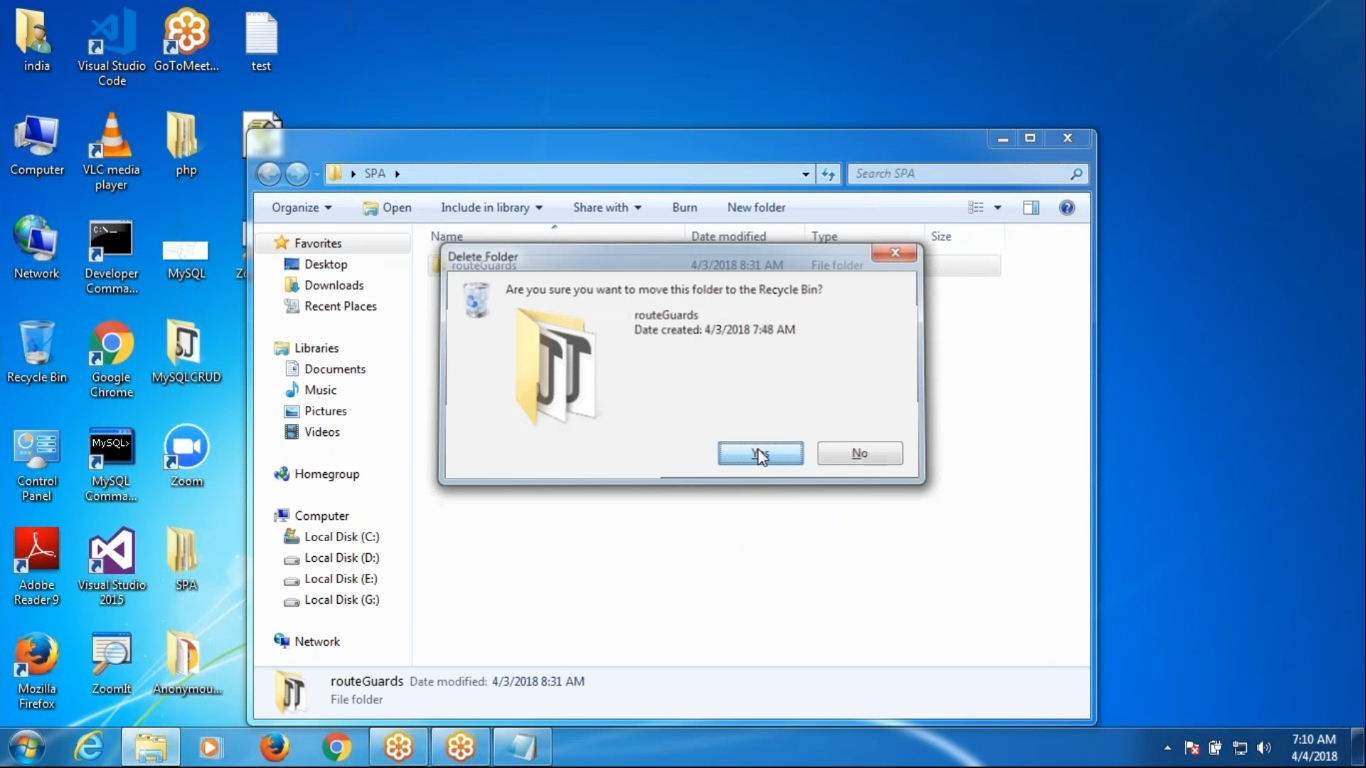 india
Visual Studio
Code
GoToMeet...
test
Computer
VLC media
player
php
Network
Developer
Comma...
MySQL
Recycle Bin
Google
Chrome
MySQLCRUD
Control
Panel
MySQL>
MySQL
Comma...
Zoom
Adobe
Reader 9
Visual Studio
2015
SPA
Mozilla
Firefox
ZoomIt
Anonymou...
SPA
Search SPA
Organize
Open
Include in library
Share with
Burn
New folder
Favorites
Desktop
Downloads
Recent Places
Libraries
Documents
Music
Pictures
Videos
Homegroup
Computer
Local Disk (C:)
Local Disk (D:)
Local Disk (E:)
Local Disk (G:)
Network
Name Date modified Type Size
routeGuards 4/3/2018 8:31 AM File folder
Delete Folder
Are you sure you want to move this folder to the Recycle Bin?
routeGuards
Date created: 4/3/2018 7:48 AM
Yes
No
routeGuards Date modified: 4/3/2018 8:31 AM
File folder
7:10 AM
4/4/2018